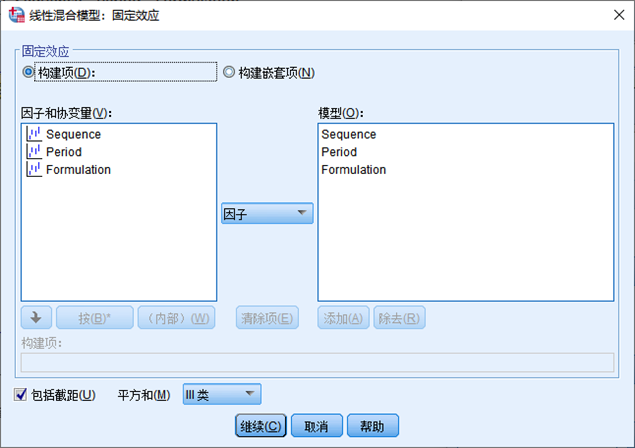 线性混合模型：固定效应
固定效应
构建项(D)：
构建嵌套项(N)
因子和协变量(V)：
模型(O)：
Sequence
Period
Formulation
Sequence
Period
Formulation
因子
按(B)*
（内部）(W)
清除项(E)
添加(A)
除去(R)
构建项：
包括截距(U)
平方和(M)
III 类
继续(C)
取消
帮助